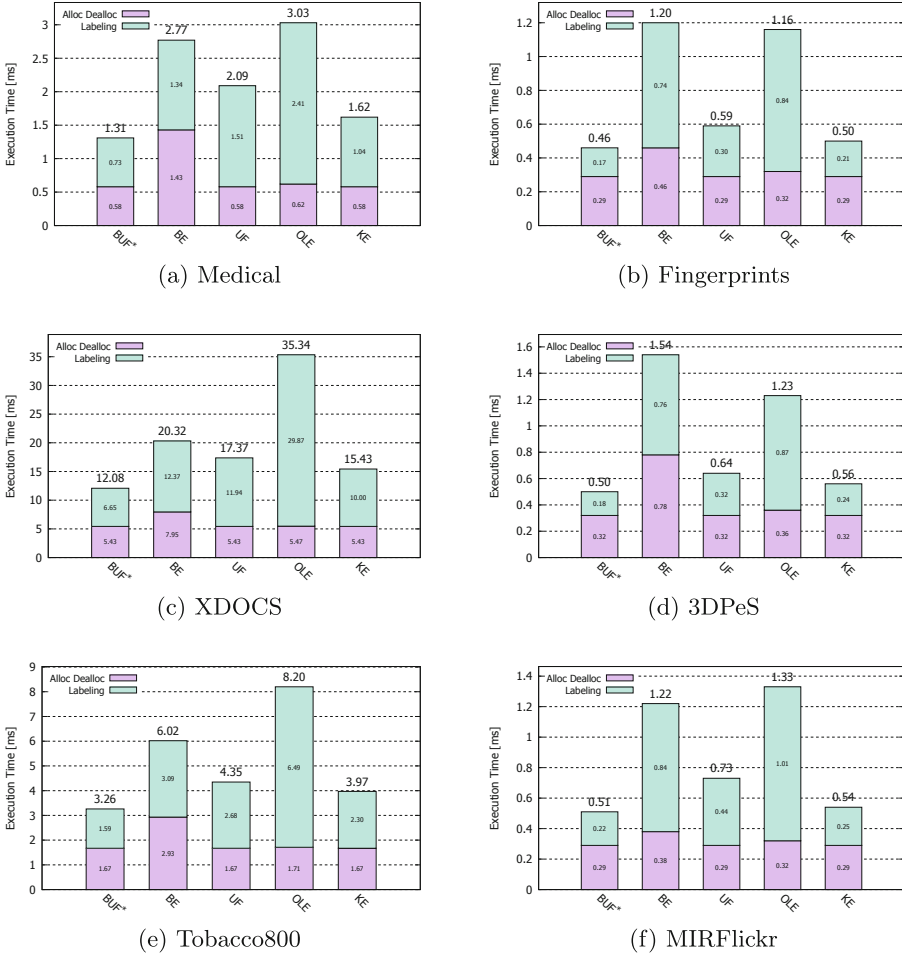 Alloc Dealloc
Labeling
Execution Time [ms]
3
2.5
2
1.5
1
0.5
0
1.31
2.77
2.09
3.03
1.62
0.73
1.34
1.51
2.41
1.04
0.58
1.43
0.58
0.62
0.58
BUF*
BE
UF
OLE
KE
(a) Medical
Alloc Dealloc
Labeling
Execution Time [ms]
1.2
1
0.8
0.6
0.4
0.2
0
0.46
1.20
0.59
1.16
0.50
0.17
0.74
0.30
0.84
0.21
0.29
0.46
0.29
0.32
0.29
BUF*
BE
UF
OLE
KE
(b) Fingerprints
Alloc Dealloc
Labeling
Execution Time [ms]
35
30
25
20
15
10
5
0
12.08
20.32
17.37
35.34
15.43
6.65
12.37
11.94
29.87
10.00
5.43
7.95
5.43
5.47
5.43
BUF*
BE
UF
OLE
KE
(c) XDOCS
Alloc Dealloc
Labeling
Execution Time [ms]
1.6
1.4
1.2
1
0.8
0.6
0.4
0.2
0
0.50
1.54
0.64
1.23
0.56
0.18
0.76
0.32
0.87
0.24
0.32
0.78
0.32
0.36
0.32
BUF*
BE
UF
OLE
KE
(d) 3DPeS
Alloc Dealloc
Labeling
Execution Time [ms]
9
8
7
6
5
4
3
2
1
0
3.26
6.02
4.35
8.20
3.97
1.59
3.09
2.68
6.49
2.30
1.67
2.93
1.67
1.71
1.67
BUF*
BE
UF
OLE
KE
(e) Tobacco800
Alloc Dealloc
Labeling
Execution Time [ms]
1.4
1.2
1
0.8
0.6
0.4
0.2
0
0.51
1.22
0.73
1.33
0.54
0.22
0.84
0.44
1.01
0.25
0.29
0.38
0.29
0.32
0.29
BUF*
BE
UF
OLE
KE
(f) MIRFlickr